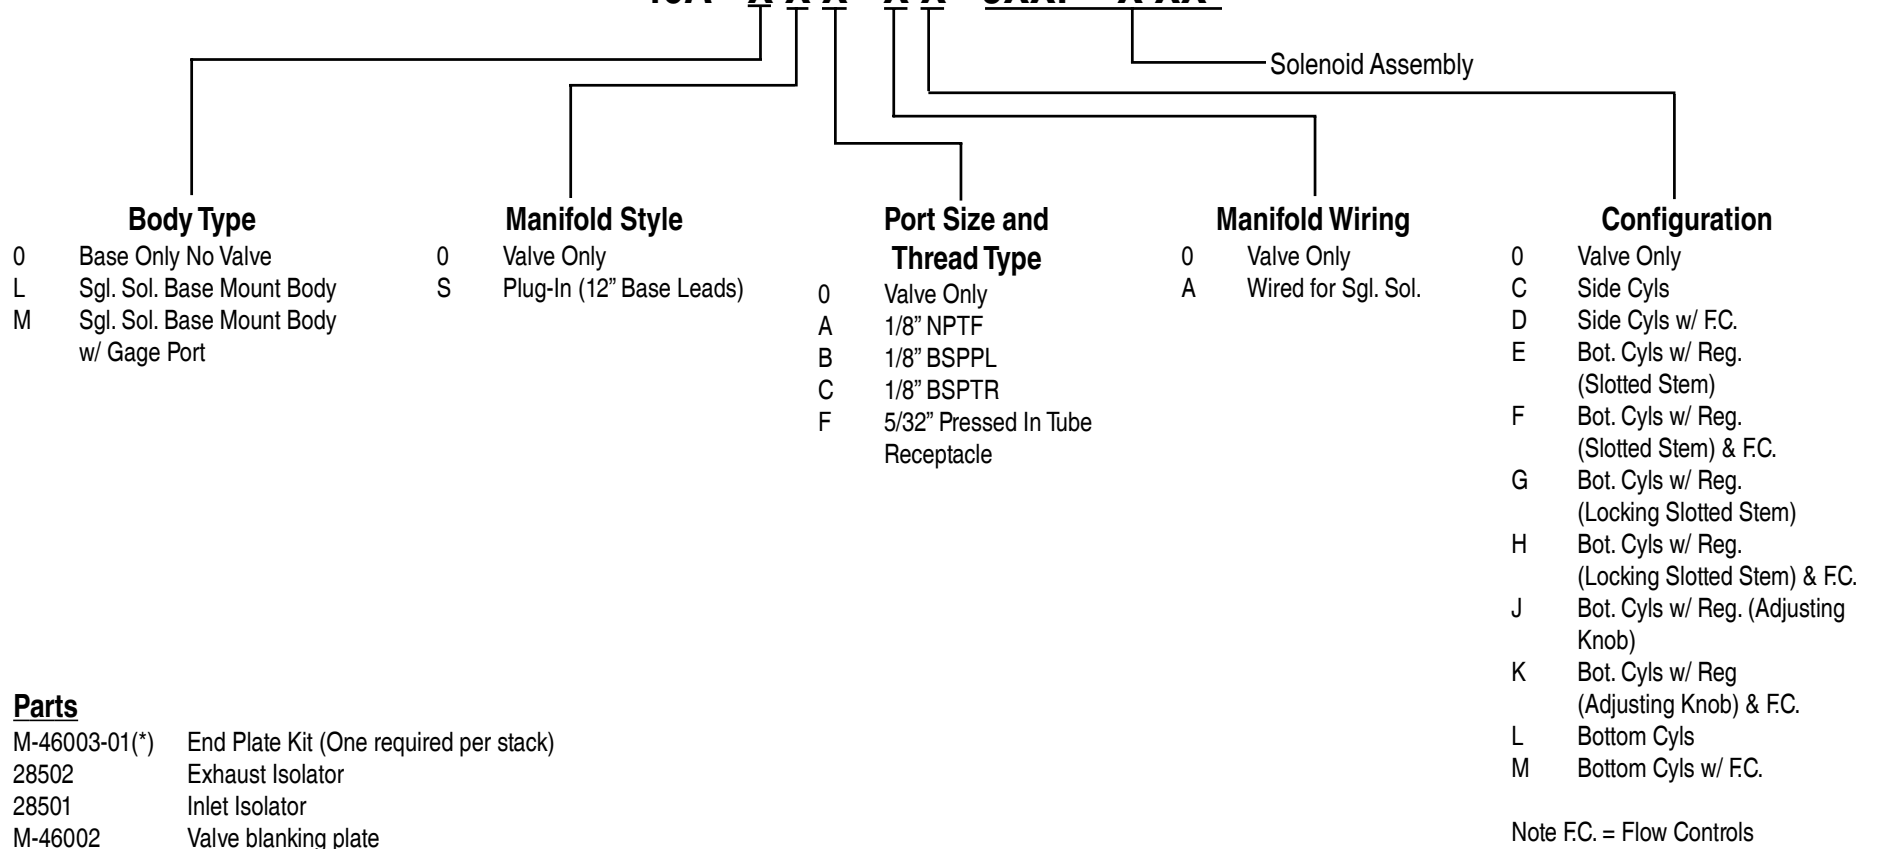 Solenoid Assembly
Body Type
0 Base Only No Valve
L Sgl. Sol. Base Mount Body
M Sgl. Sol. Base Mount Body
w/ Gage Port
Manifold Style
0 Valve Only
S Plug-In (12” Base Leads)
Port Size and
Thread Type
0 Valve Only
A 1/8” NPTF
B 1/8” BSPPL
C 1/8” BSPTR
F 5/32” Pressed In Tube
Receptacle
Manifold Wiring
0 Valve Only
A Wired for Sgl. Sol.
Configuration
0 Valve Only
C Side Cyls
D Side Cyls w/ F.C.
E Bot. Cyls w/ Reg.
(Slotted Stem)
F Bot. Cyls w/ Reg.
(Slotted Stem) & F.C.
G Bot. Cyls w/ Reg.
(Locking Slotted Stem)
H Bot. Cyls w/ Reg.
(Locking Slotted Stem) & F.C.
J Bot. Cyls w/ Reg. (Adjusting
Knob)
K Bot. Cyls w/ Reg
(Adjusting Knob) & F.C.
L Bottom Cyls
M Bottom Cyls w/ F.C.
Note F.C. = Flow Controls
Parts
M-46003-01(*) End Plate Kit (One required per stack)
28502 Exhaust Isolator
28501 Inlet Isolator
M-46002 Valve blanking plate